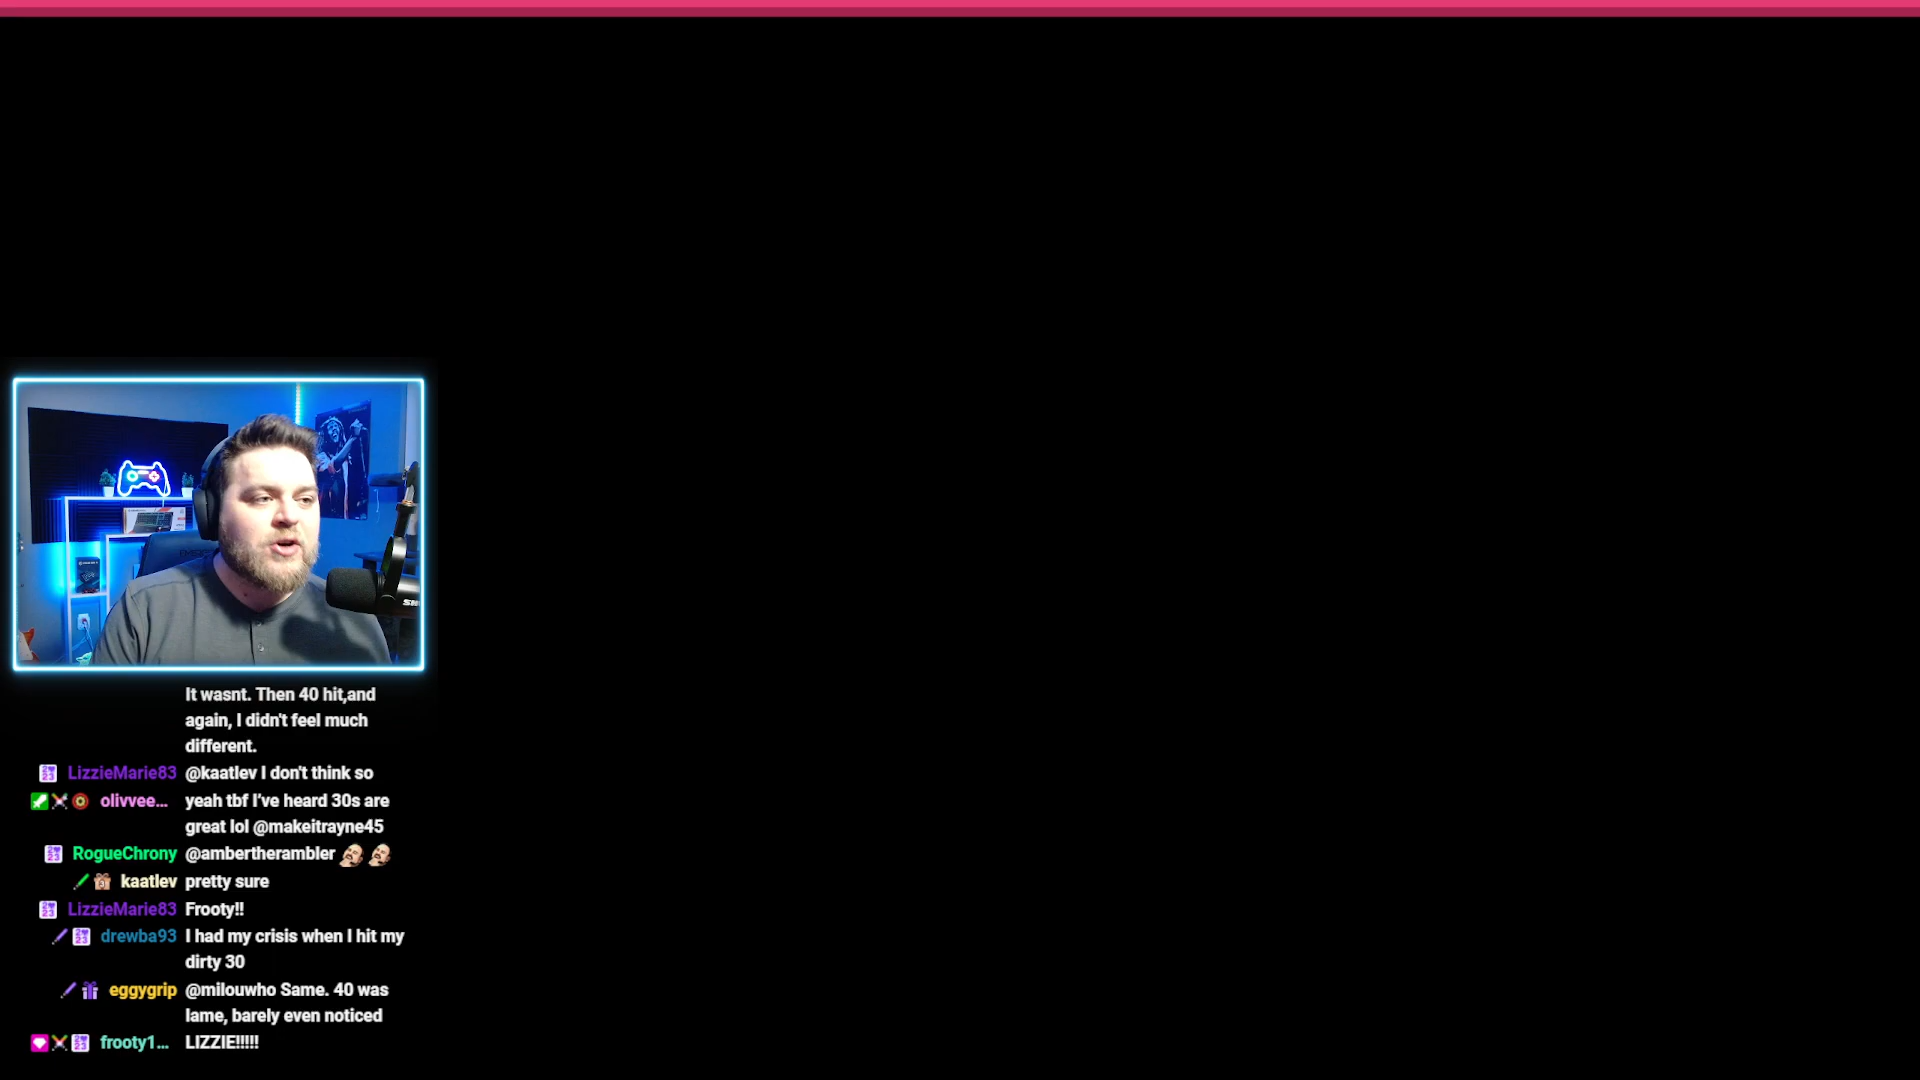 It wasnt. Then 40 hit,and
again, I didn't feel much
different.
LizzieMarie83 @kaatlev I don't think so
olivvee... yeah tbf I've heard 30s are
great lol @makeitrayne45
RogueChrony @ambertherambler
kaatlev pretty sure
LizzieMarie83 Frooty!!
drewba93 I had my crisis when I hit my
dirty 30
eggygrip @milouwho Same. 40 was
lame, barely even noticed
frooty1... LIZZIE!!!!!